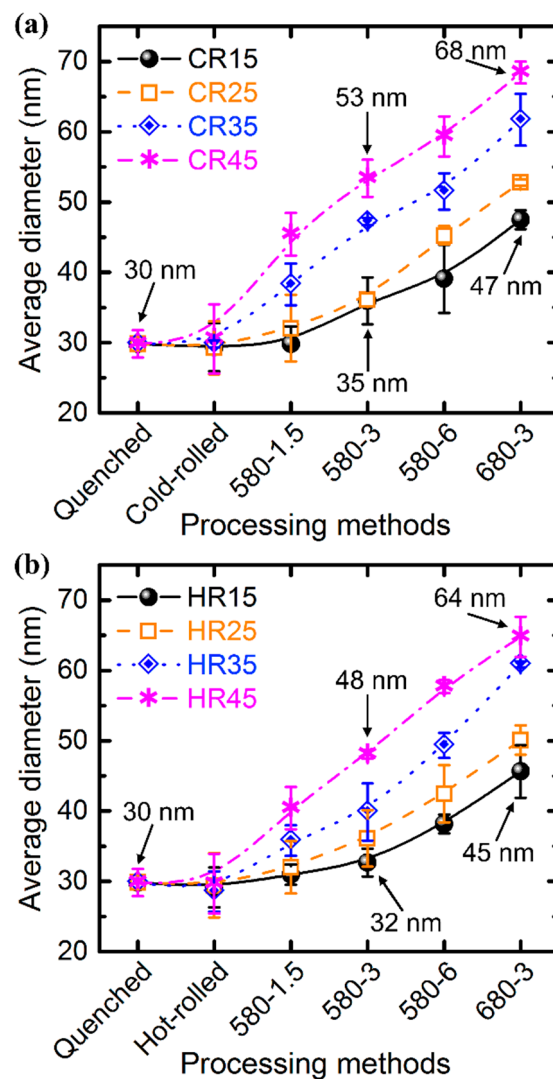 (a)
CR15
CR25
CR35
CR45
68 nm
53 nm
30 nm
47 nm
35 nm
70
60
50
40
30
20
Average diameter (nm)
Quenched
Cold-rolled
580-1.5
580-3
580-6
680-3
Processing methods
(b)
HR15
HR25
HR35
HR45
64 nm
48 nm
30 nm
45 nm
32 nm
70
60
50
40
30
20
Average diameter (nm)
Quenched
Hot-rolled
580-1.5
580-3
580-6
680-3
Processing methods